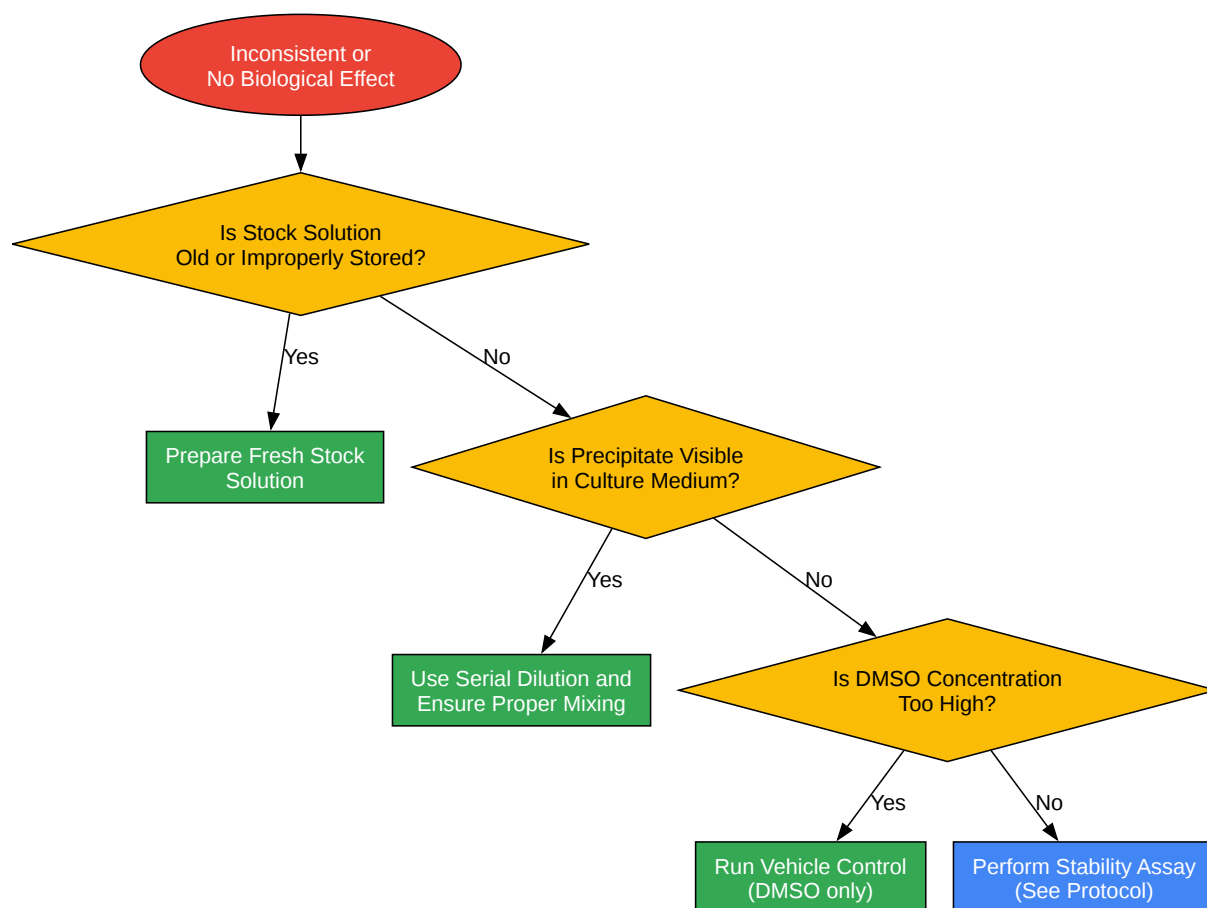 Inconsistent or
No Biological Effect
Is Stock Solution
Old or Improperly Stored?
Yes
No
Prepare Fresh Stock
Solution
Is Precipitate Visible
in Culture Medium?
Yes
No
Use Serial Dilution and
Ensure Proper Mixing
Is DMSO Concentration
Too High?
Yes
No
Run Vehicle Control
(DMSO only)
Perform Stability Assay
(See Protocol)